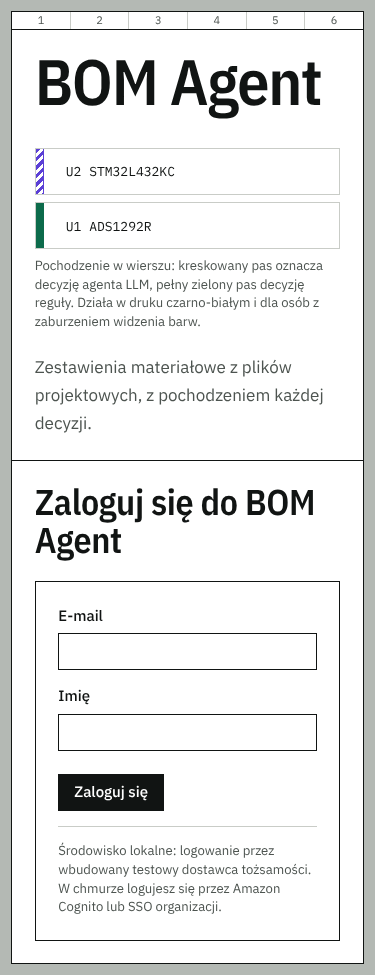 1 2 3 4 5 6
BOM Agent
U2 STM32L432KC
U1 ADS1292R
Pochodzenie w wierszu: kreskowany pas oznacza
decyzję agenta LLM, pełny zielony pas decyzję
reguły. Działa w druku czarno-białym i dla osób z
zaburzeniem widzenia barw.
Zestawienia materiałowe z plików
projektowych, z pochodzeniem każdej
decyzji.
Zaloguj się do BOM
Agent
E-mail
Imię
Zaloguj się
Środowisko lokalne: logowanie przez
wbudowany testowy dostawca tożsamości.
W chmurze logujesz się przez Amazon
Cognito lub SSO organizacji.